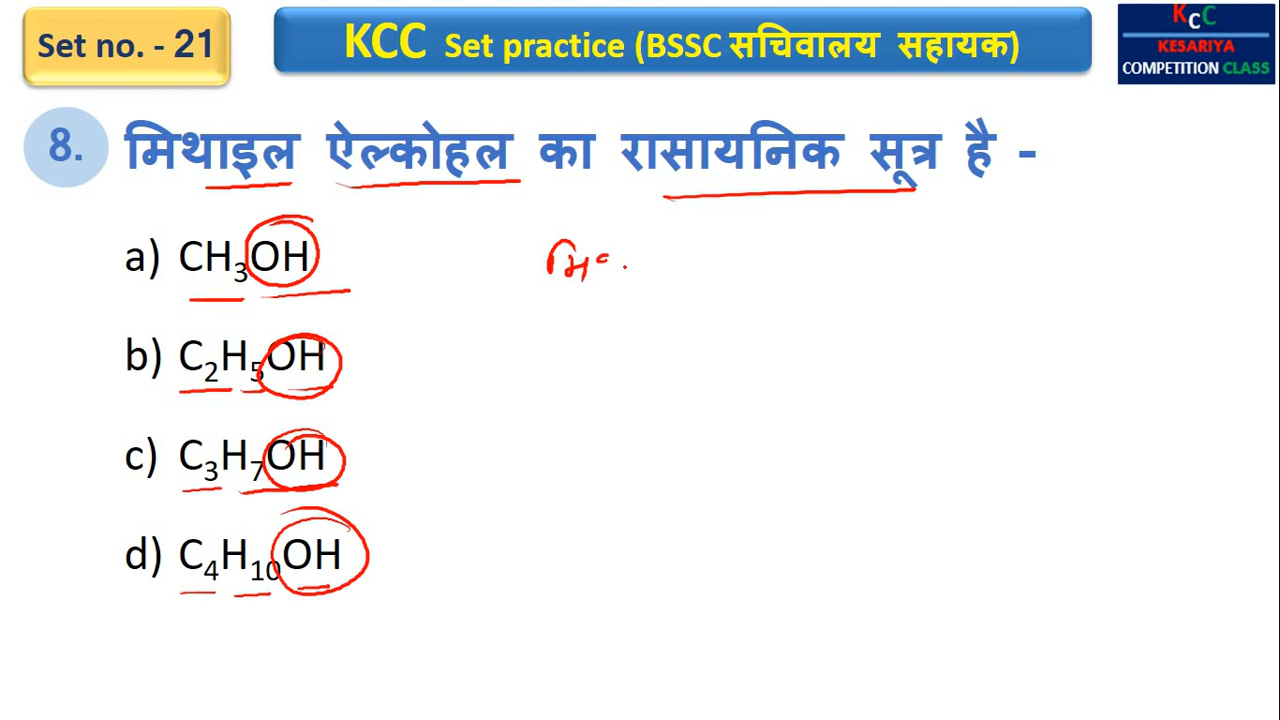 Set no. - 21
KCC Set practice (BSSC सचिवालय सहायक)
KCC
KESARIYA
COMPETITION CLASS
8. मिथाइल ऐल्कोहल का रासायनिक सूत्र है -
a) CH₃OH
b) C₂H₅OH
c) C₃H₇OH
d) C₄H₁₀OH